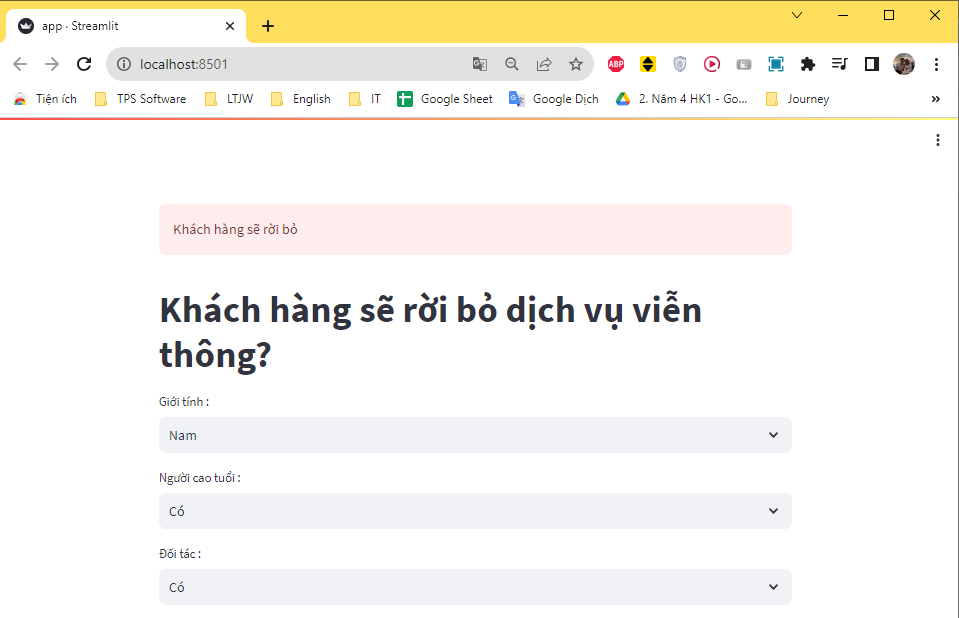 app · Streamlit
localhost:8501
ABP
Tiện ích TPS Software LTJW English IT Google Sheet Google Dịch 2. Năm 4 HK1 - Go... Journey »
Khách hàng sẽ rời bỏ
Khách hàng sẽ rời bỏ dịch vụ viễn
thông?
Giới tính :
Nam
Người cao tuổi :
Có
Đối tác :
Có